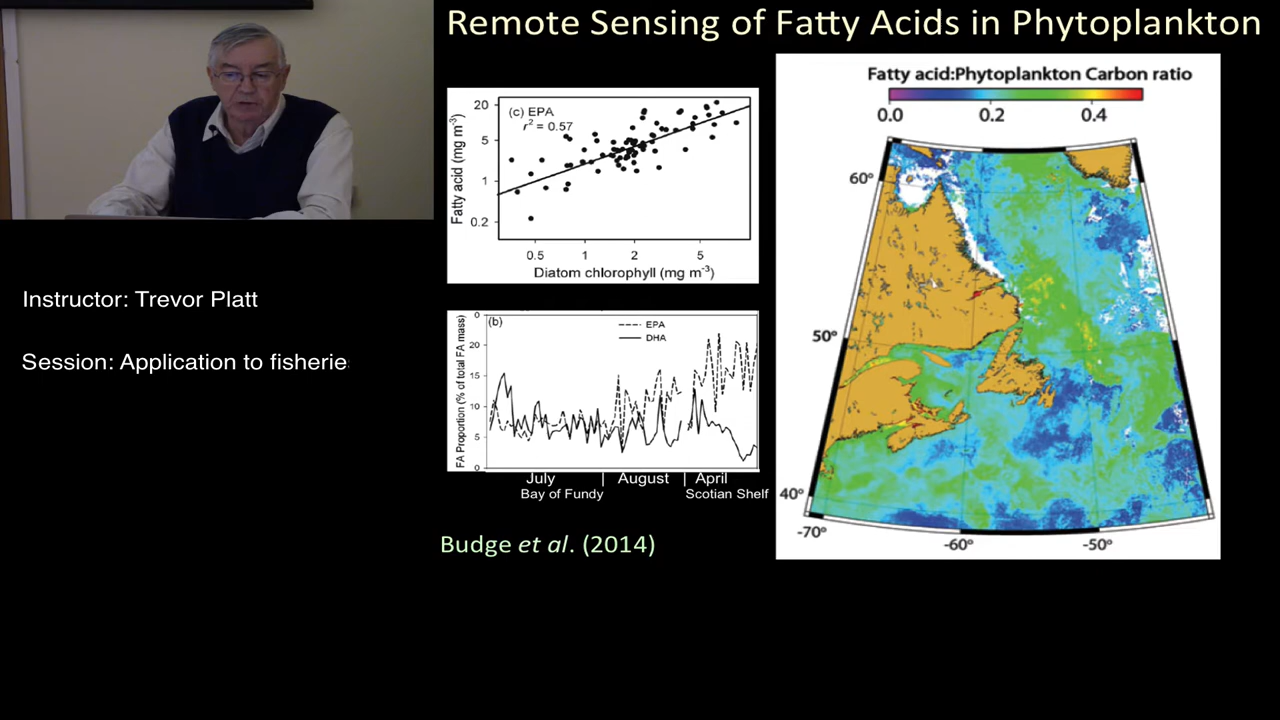 Remote Sensing of Fatty Acids in Phytoplankton
Instructor: Trevor Platt
Session: Application to fisherie
(c) EPA
r² = 0.57
Fatty acid (mg m⁻³)
20
5
1
0.2
0.5 1 2 5
Diatom chlorophyll (mg m⁻³)
(b)
EPA
DHA
FA Proportion (% of total FA mass)
0
20
15
10
5
0
July | August | April
Bay of Fundy Scotian Shelf
Budge et al. (2014)
Fatty acid:Phytoplankton Carbon ratio
0.0 0.2 0.4
60°
50°
40°
-70° -60° -50°